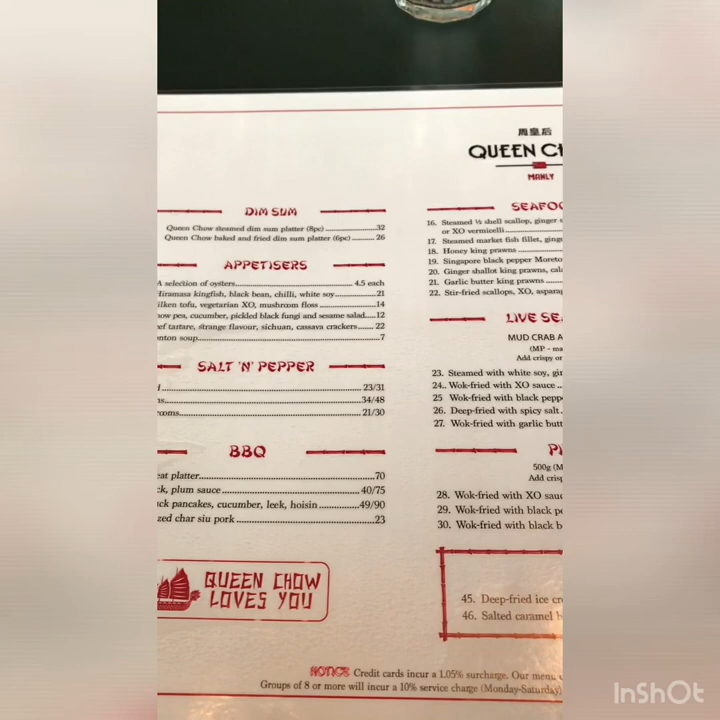 周皇后
QUEEN CH
MANLY
DIM SUM
Queen Chow steamed dim sum platter (8pc) 32
Queen Chow baked and fried dim sum platter (6pc) 26
APPETISERS
A selection of oysters 4.5 each
Hiramasa kingfish, black bean, chilli, white soy 21
silken tofu, vegetarian XO, mushroom floss 14
now pea, cucumber, pickled black fungi and sesame salad 12
eef tartare, strange flavour, sichuan, cassava crackers 22
onton soup 7
SALT 'N' PEPPER
23/31
ns 34/48
rooms 21/30
BBQ
eat platter 70
ck, plum sauce 40/75
uck pancakes, cucumber, leek, hoisin 49/90
zed char siu pork 23
QUEEN CHOW
LOVES YOU
SEAFOO
16. Steamed ½ shell scallop, ginger s
or XO vermicelli
17. Steamed market fish fillet, ginge
18. Honey king prawns
19. Singapore black pepper Moreto
20. Ginger shallot king prawns, cala
21. Garlic butter king prawns
22. Stir-fried scallops, XO, asparag
LIVE SEA
MUD CRAB A
(MP - ma
Add crispy or
23. Steamed with white soy, gin
24.. Wok-fried with XO sauce
25 Wok-fried with black pepp
26. Deep-fried with spicy salt
27. Wok-fried with garlic butt
PI
500g (M
Add crisp
28. Wok-fried with XO sauc
29. Wok-fried with black pe
30. Wok-fried with black b
45. Deep-fried ice cre
46. Salted caramel b
NOTICE Credit cards incur a 1.05% surcharge. Our menu c
Groups of 8 or more will incur a 10% service charge (Monday-Saturday)
InShOt